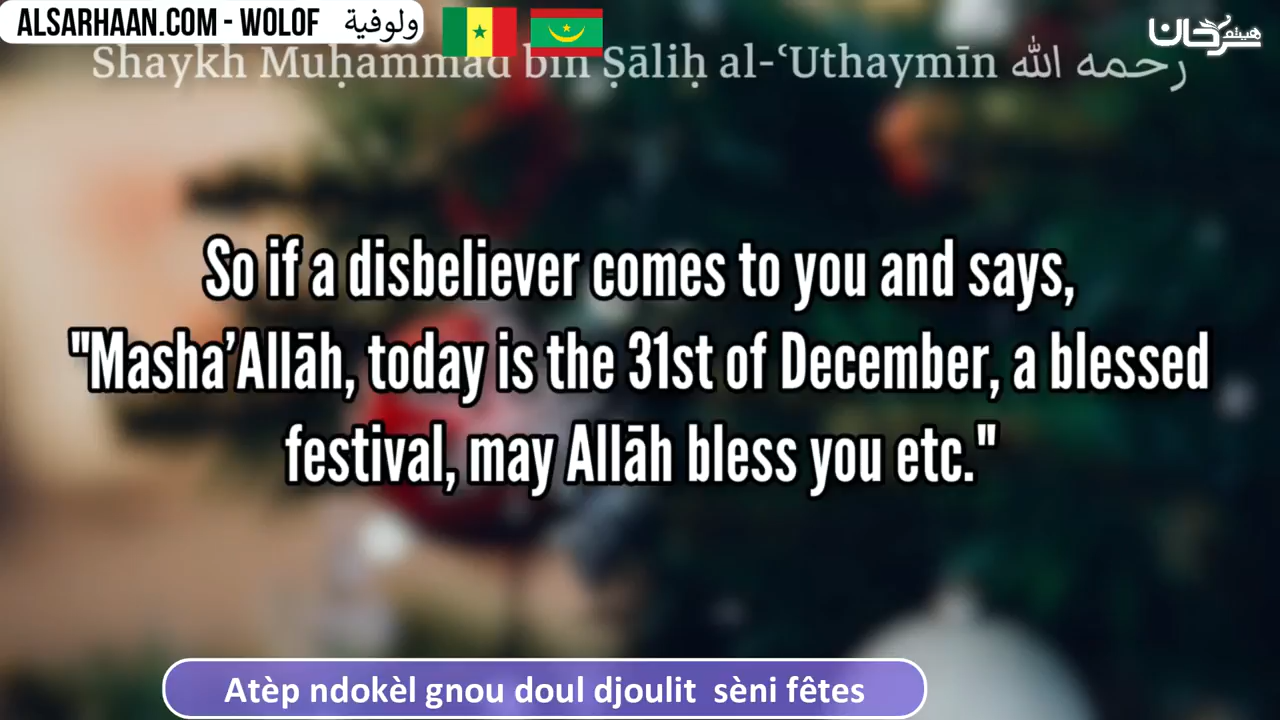 ALSARHAAN.COM - WOLOF ولوفية
هيثم سرحان
Shaykh Muḥammad bin Ṣāliḥ al-ʿUthaymīn رحمه الله
So if a disbeliever comes to you and says,
"Masha’Allāh, today is the 31st of December, a blessed
festival, may Allāh bless you etc."
Atèp ndokèl gnou doul djoulit sèni fêtes